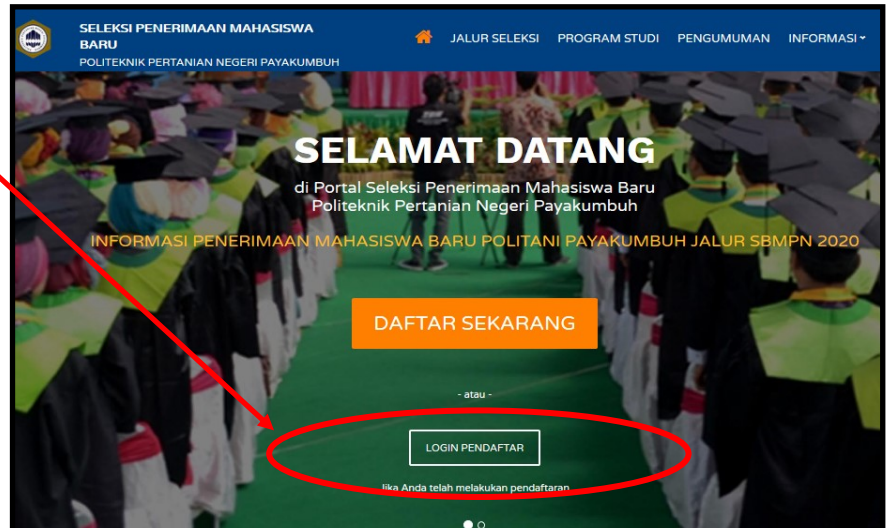 SELEKSI PENERIMAAN MAHASISWA
BARU
POLITEKNIK PERTANIAN NEGERI PAYAKUMBUH
JALUR SELEKSI PROGRAM STUDI PENGUMUMAN INFORMASI
SELAMAT DATANG
di Portal Seleksi Penerimaan Mahasiswa Baru
Politeknik Pertanian Negeri Payakumbuh
INFORMASI PENERIMAAN MAHASISWA BARU POLITANI PAYAKUMBUH JALUR SBMPN 2020
DAFTAR SEKARANG
- atau -
LOGIN PENDAFTAR
Jika Anda telah melakukan pendaftaran